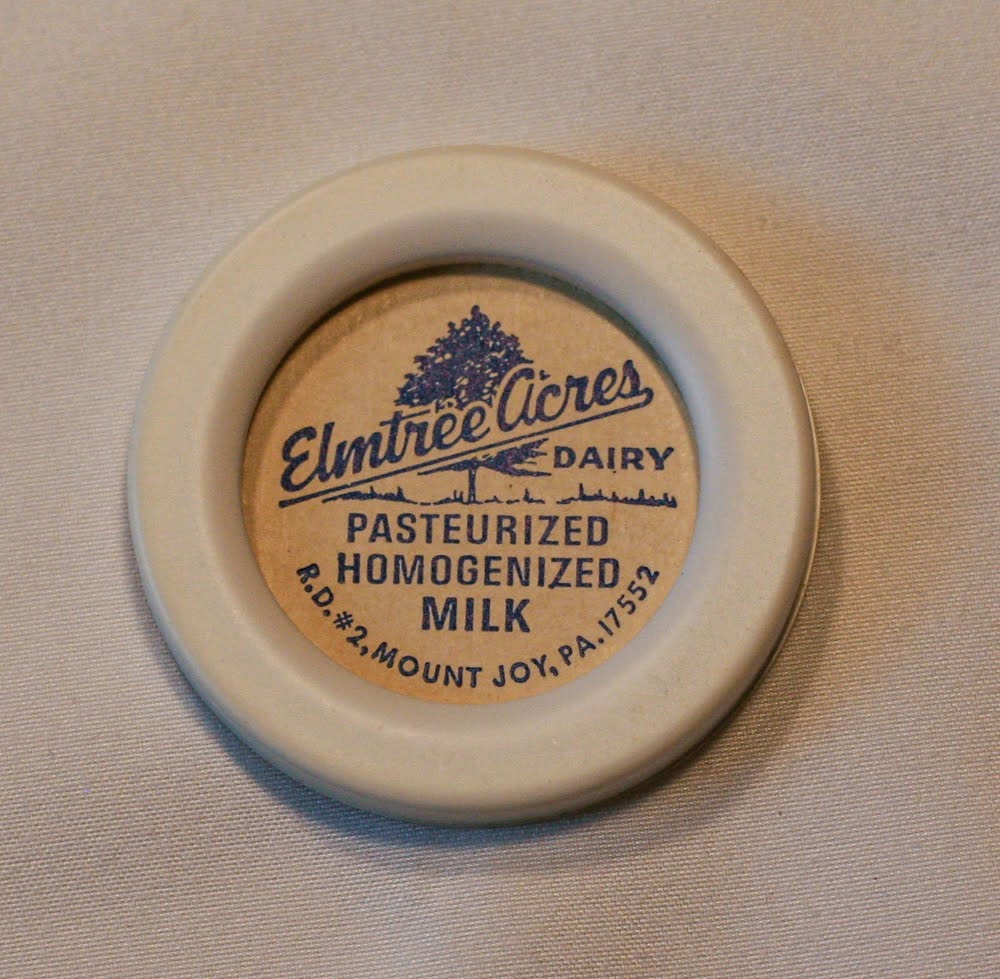 Elmtree Acres
DAIRY
PASTEURIZED
HOMOGENIZED
MILK
R.D. #2, MOUNT JOY, PA. 17552